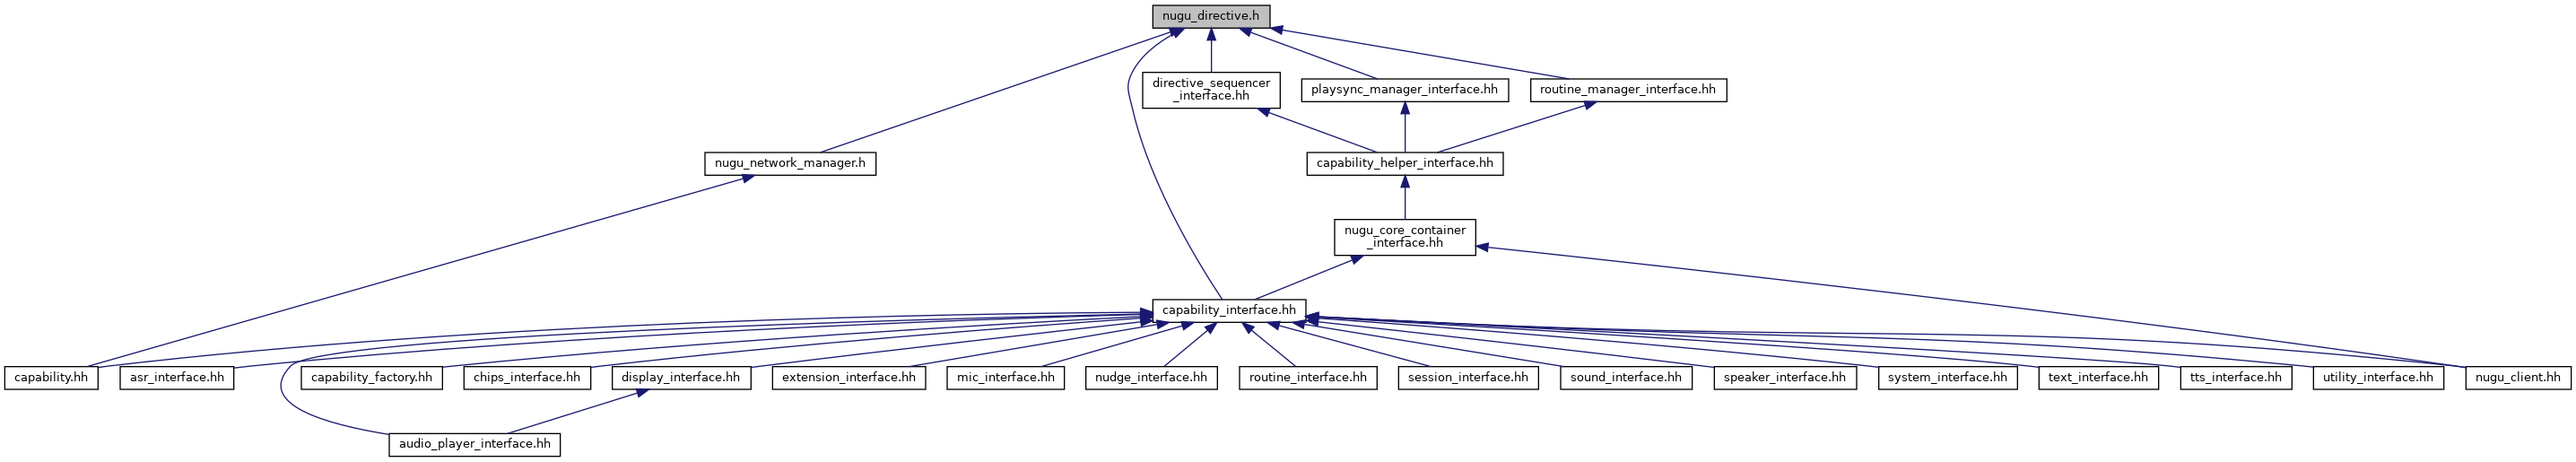 nugu_directive.h
directive_sequencer
_interface.hh
playsync_manager_interface.hh
routine_manager_interface.hh
nugu_network_manager.h
capability_helper_interface.hh
nugu_core_container
_interface.hh
capability_interface.hh
capability.hh
asr_interface.hh
capability_factory.hh
chips_interface.hh
display_interface.hh
extension_interface.hh
mic_interface.hh
nudge_interface.hh
routine_interface.hh
session_interface.hh
sound_interface.hh
speaker_interface.hh
system_interface.hh
text_interface.hh
tts_interface.hh
utility_interface.hh
nugu_client.hh
audio_player_interface.hh